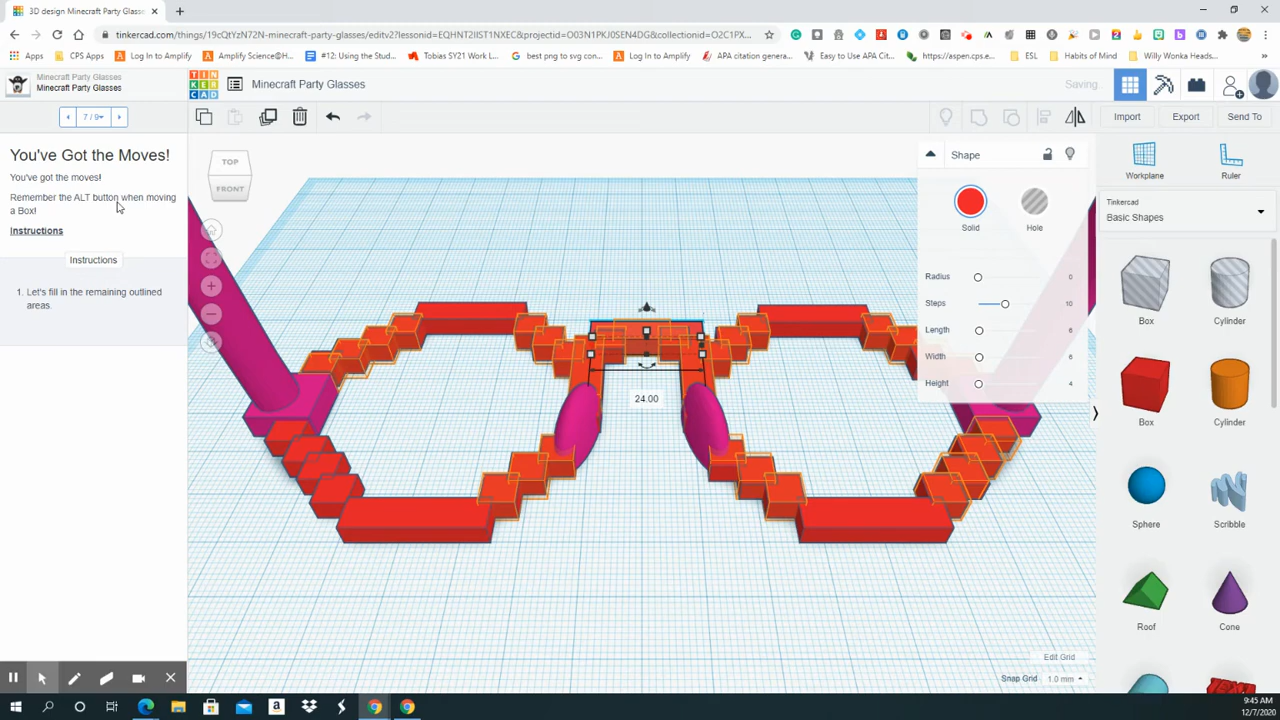 3D design Minecraft Party Glasses
tinkercad.com/things/19cQtYzN72N-minecraft-party-glasses/editv2?lessonid=EQHNT2IIST1NXCT&projectid=O03N1PKJ0SEN4DG&collectionid=O2C1PX...
Apps
CPS Apps
Log In to Amplify
Amplify Science@H...
#12: Using the Stud...
Tobias SY21 Work L...
best png to svg con...
Log In to Amplify
APA citation genera...
Easy to Use APA Cit...
https://aspen.cps.e...
ESL
Habits of Mind
Willy Wonka Heads...
Minecraft Party Glasses
Minecraft Party Glasses
TIN
KER
CAD
Minecraft Party Glasses
Saving...
7 / 9
Import
Export
Send To
You've Got the Moves!
You've got the moves!
Remember the ALT button when moving
a Box!
Instructions
Instructions
1. Let's fill in the remaining outlined
areas.
TOP
FRONT
24.00
Shape
Solid
Hole
Radius
0
Steps
10
Length
6
Width
6
Height
4
Workplane
Ruler
Tinkercad
Basic Shapes
Box
Cylinder
Box
Cylinder
Sphere
Scribble
Roof
Cone
Edit Grid
Snap Grid
1.0 mm
9:45 AM
12/7/2020